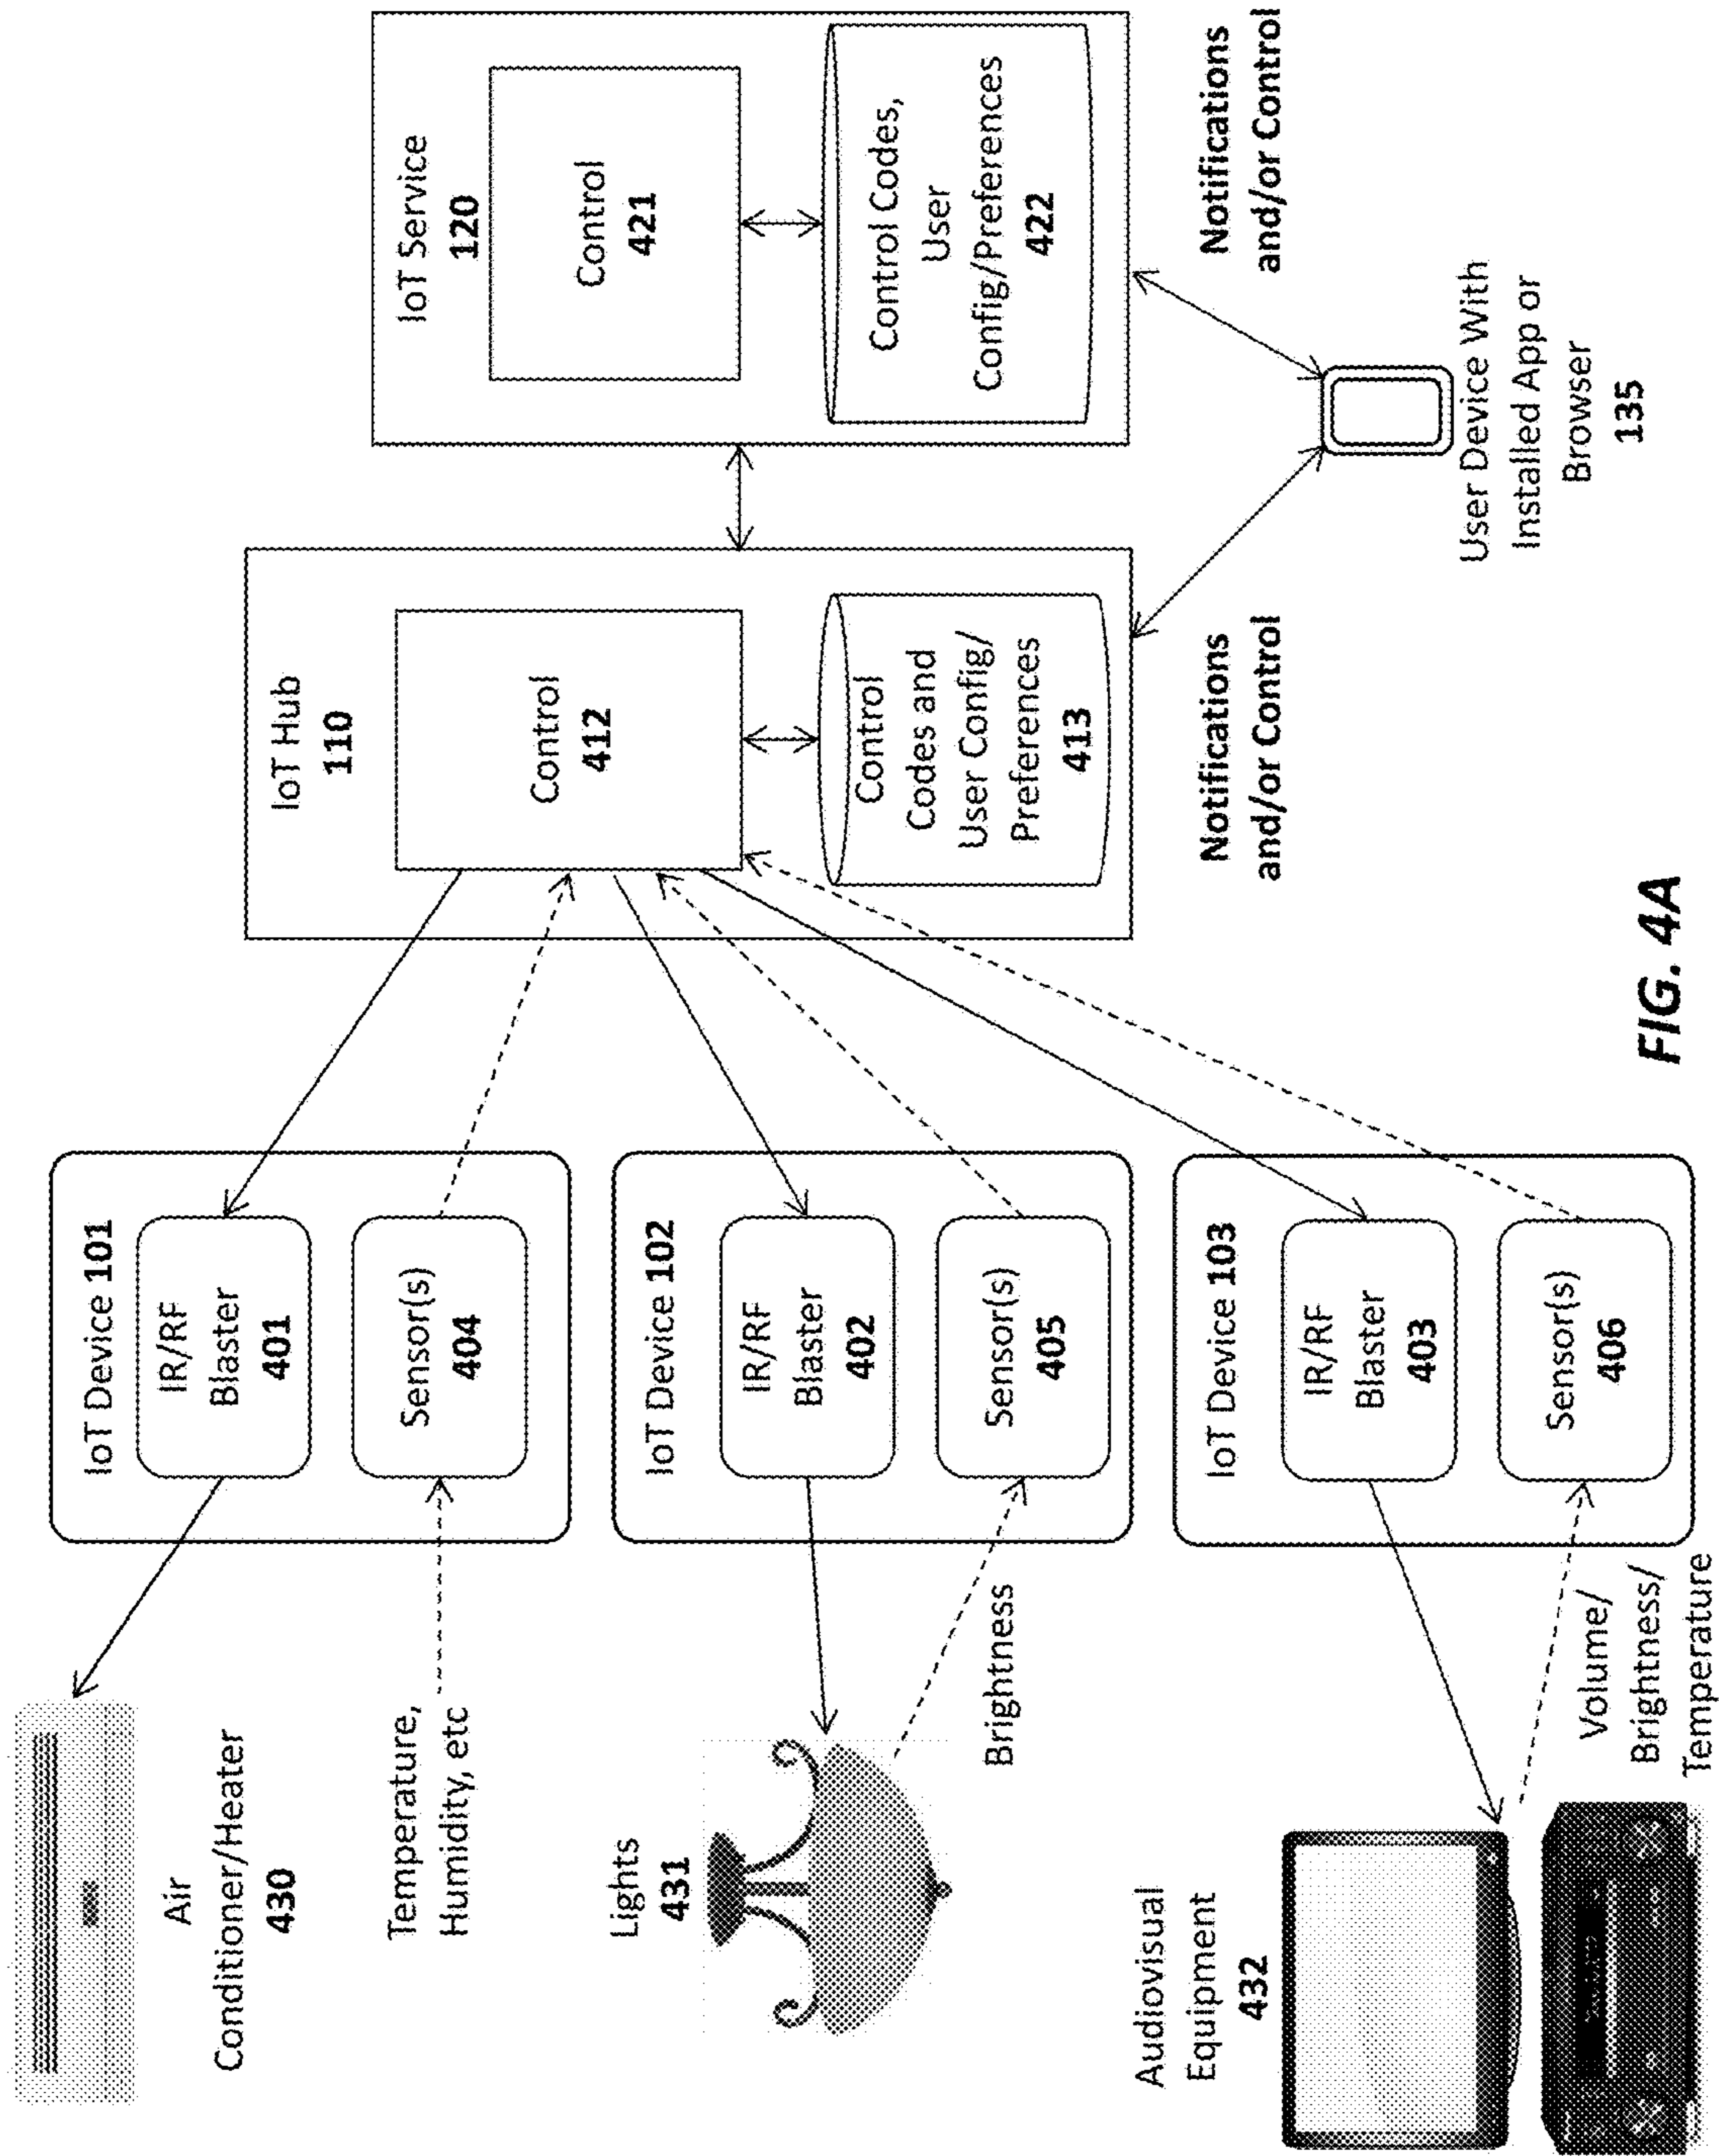 Air
Conditioner/Heater
430
Temperature,
Humidity, etc
Lights
431
Brightness
Audiovisual
Equipment
432
Volume/
Brightness/
Temperature
IoT Device 101
IR/RF
Blaster
401
Sensor(s)
404
IoT Device 102
IR/RF
Blaster
402
Sensor(s)
405
IoT Device 103
IR/RF
Blaster
403
Sensor(s)
406
IoT Hub
110
Control
412
Control
Codes and
User Config/
Preferences
413
Notifications
and/or Control
IoT Service
120
Control
421
Control Codes,
User
Config/Preferences
422
Notifications
and/or Control
User Device With
Installed App or
Browser
135
FIG. 4A